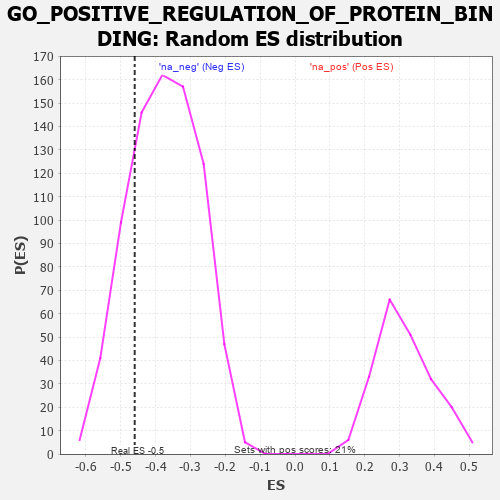 GO_POSITIVE_REGULATION_OF_PROTEIN_BIN
DING: Random ES distribution
'na_neg' (Neg ES) 'na_pos' (Pos ES)
170
160
150
140
130
120
110
100
90
80
70
60
50
40
30
20
10
0
P(ES)
Real ES -0.5 Sets with pos scores: 21%
-0.6 -0.5 -0.4 -0.3 -0.2 -0.1 0.0 0.1 0.2 0.3 0.4 0.5
ES